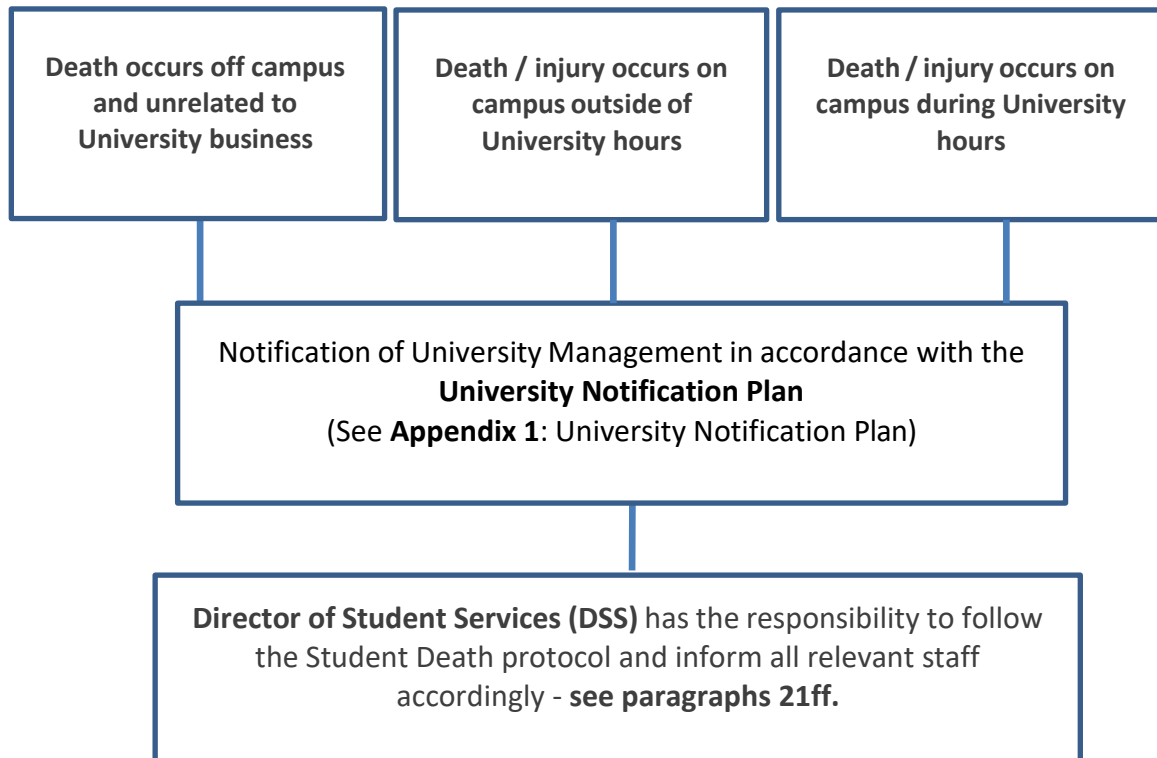 Death occurs off campus
and unrelated to
University business
Death / injury occurs on
campus outside of
University hours
Death / injury occurs on
campus during University
hours
Notification of University Management in accordance with the
University Notification Plan
(See Appendix 1: University Notification Plan)
Director of Student Services (DSS) has the responsibility to follow
the Student Death protocol and inform all relevant staff
accordingly - see paragraphs 21ff.